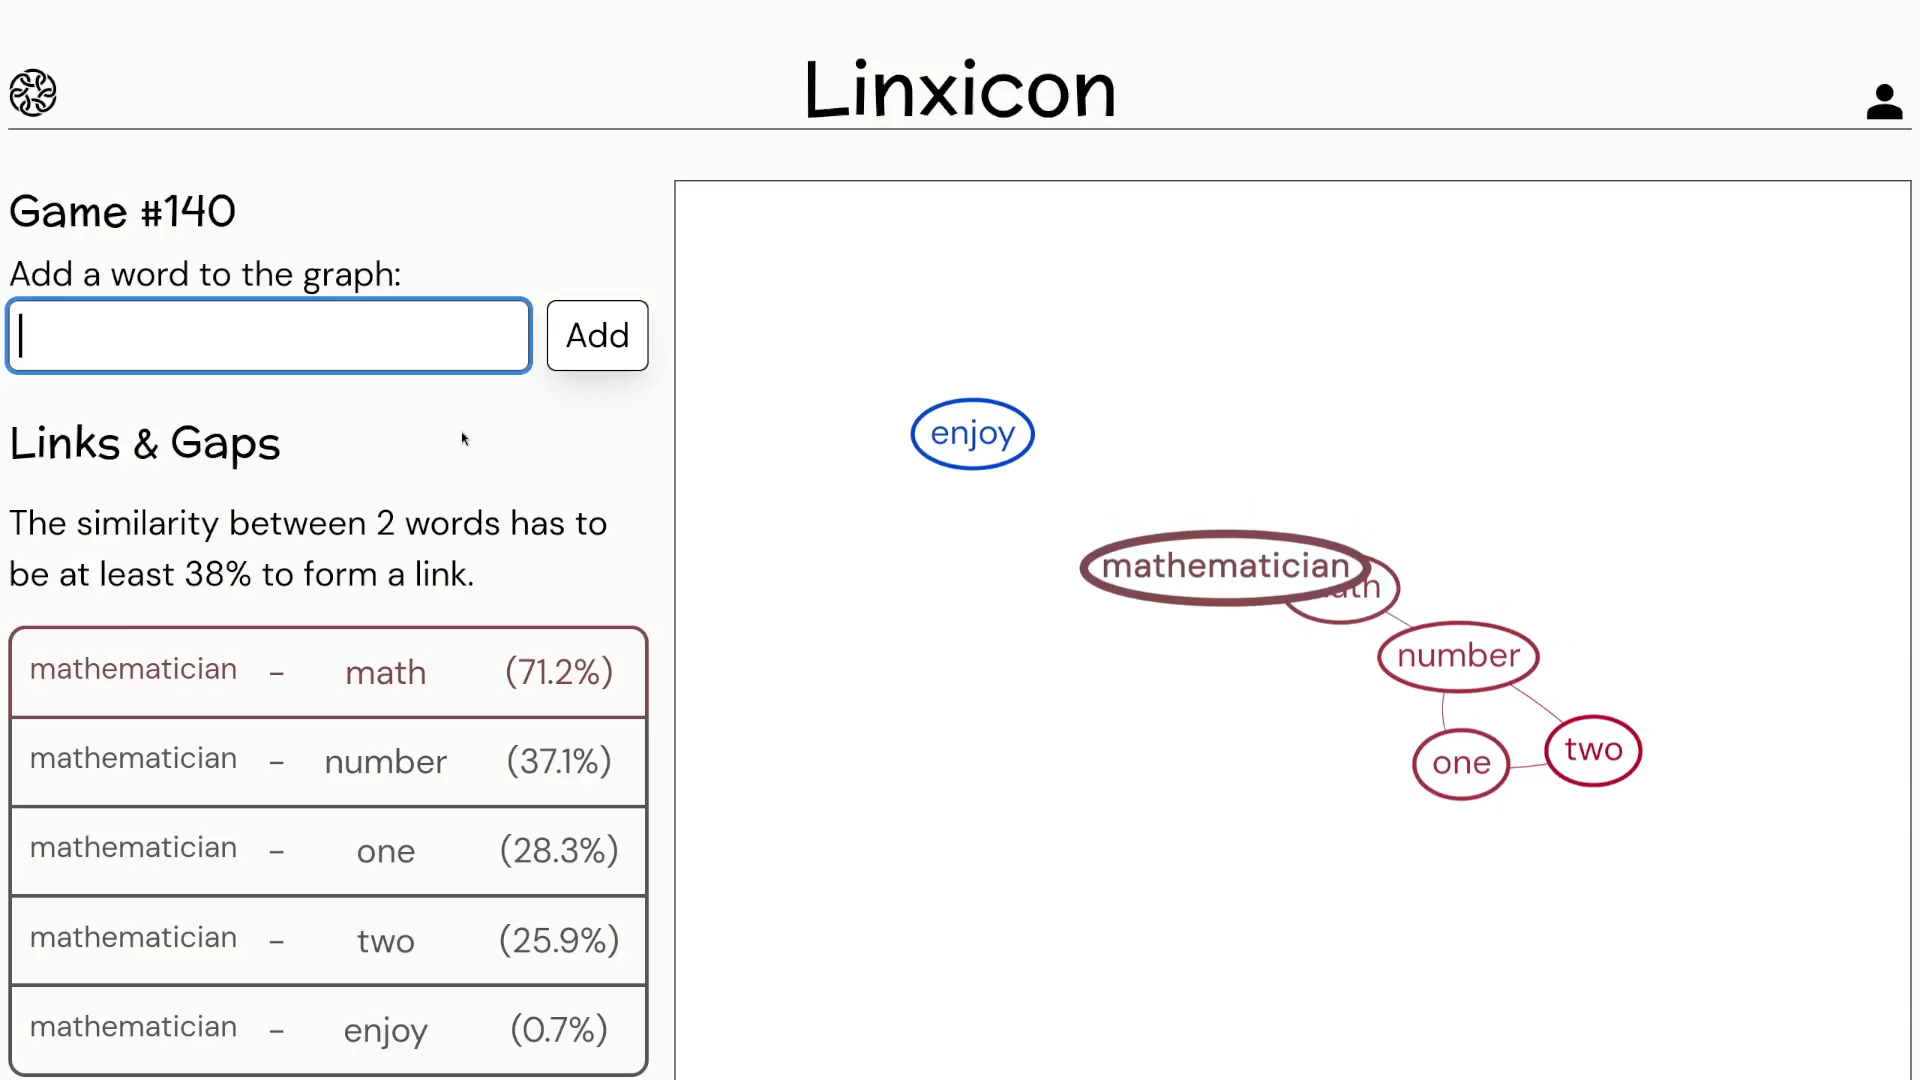 Linxicon
Game #140
Add a word to the graph:
Add
Links & Gaps
The similarity between 2 words has to
be at least 38% to form a link.
mathematician - math (71.2%)
mathematician - number (37.1%)
mathematician - one (28.3%)
mathematician - two (25.9%)
mathematician - enjoy (0.7%)
enjoy
mathematician
math
number
one
two